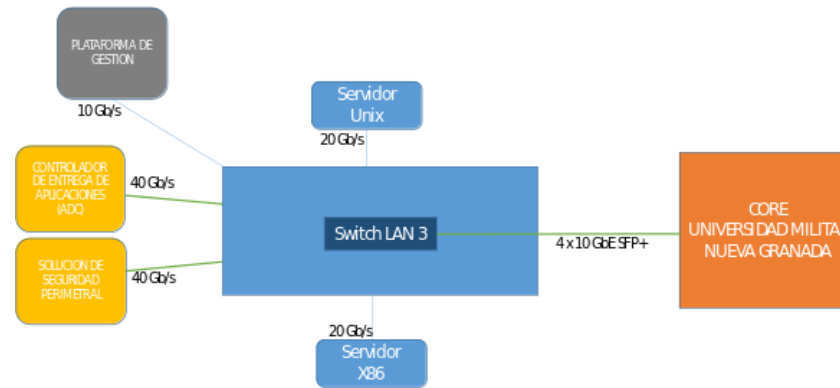 PLATAFORMA DE
GESTION
10 Gb/s
Servidor
Unix
20 Gb/s
CONTROLADOR
DE ENTREGA DE
APLICACIONES
(ADC)
40 Gb/s
Switch LAN 3
4 x 10 GbE SFP+
CORE
UNIVERSIDAD MILITA
NUEVA GRANADA
SOLUCION DE
SEGURIDAD
PERIMETRAL
40 Gb/s
20 Gb/s
Servidor
X86